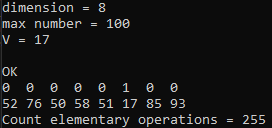 dimension = 8
max number = 100
V = 17
OK
0 0 0 0 0 1 0 0
52 76 50 58 51 17 85 93
Count elementary operations = 255